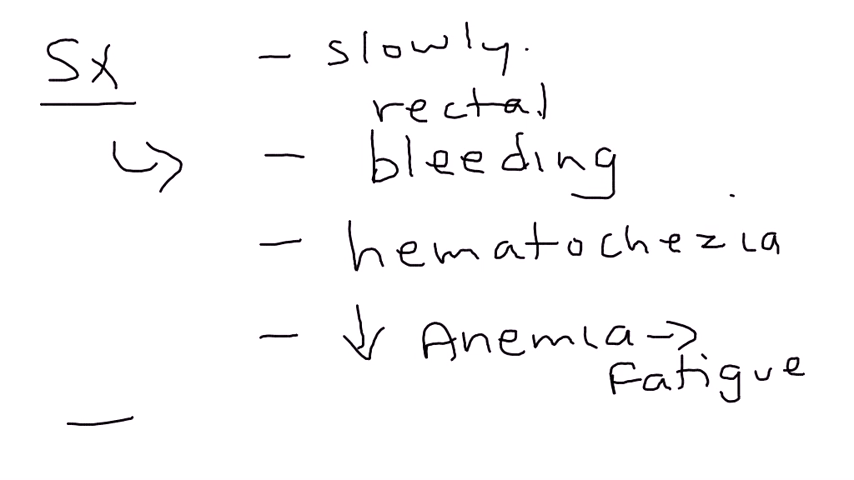 Sx - slowly.
rectal
↳ - bleeding
- hematochezia
- ↓ Anemia →
Fatigue
—